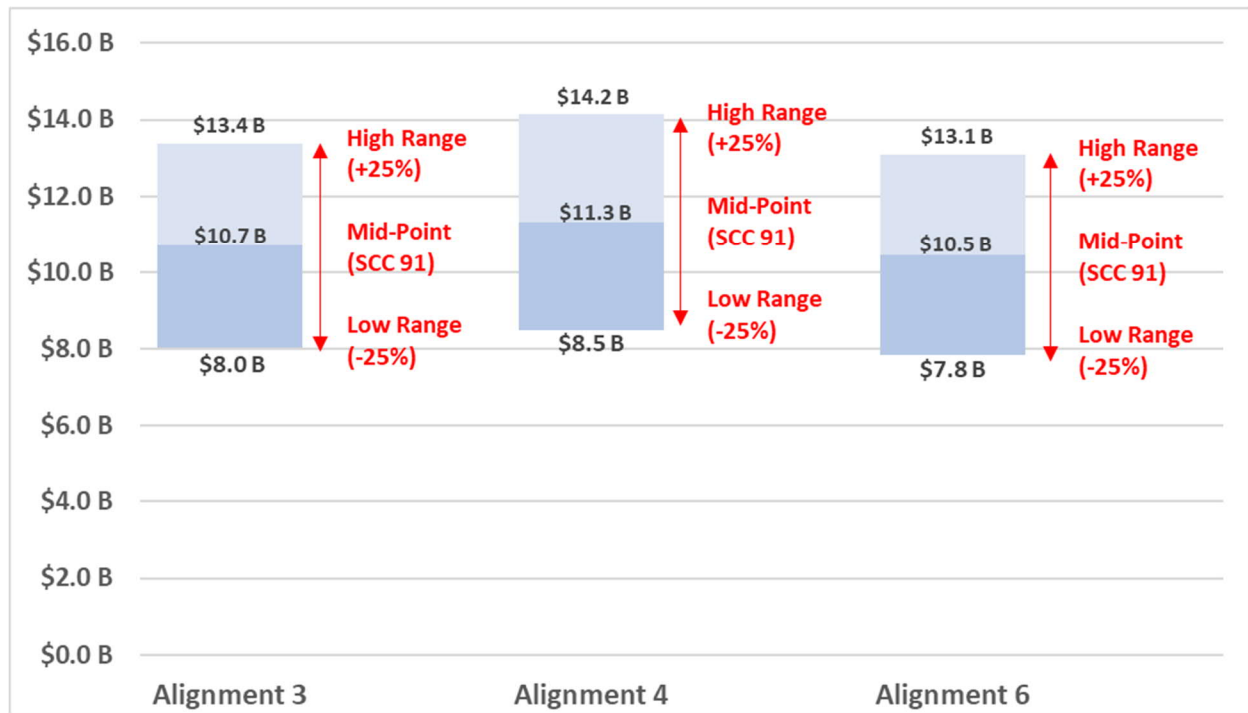 $16.0 B
$14.0 B
$12.0 B
$10.0 B
$8.0 B
$6.0 B
$4.0 B
$2.0 B
$0.0 B
$13.4 B
$10.7 B
$8.0 B
High Range
(+25%)
Mid-Point
(SCC 91)
Low Range
(-25%)
$14.2 B
$11.3 B
$8.5 B
High Range
(+25%)
Mid-Point
(SCC 91)
Low Range
(-25%)
$13.1 B
$10.5 B
$7.8 B
High Range
(+25%)
Mid-Point
(SCC 91)
Low Range
(-25%)
Alignment 3
Alignment 4
Alignment 6